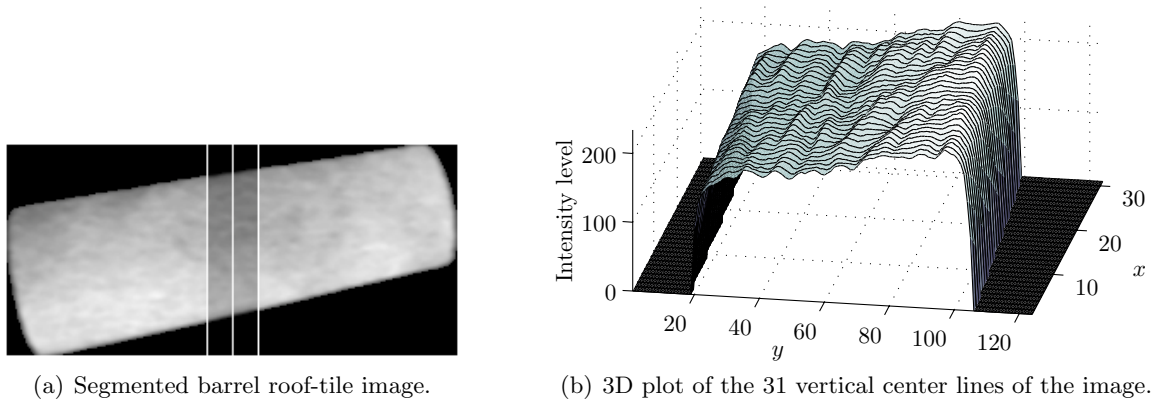 200
100
0
Intensity level
20
40
60
80
100
120
y
10
20
30
x
(a) Segmented barrel roof-tile image.
(b) 3D plot of the 31 vertical center lines of the image.